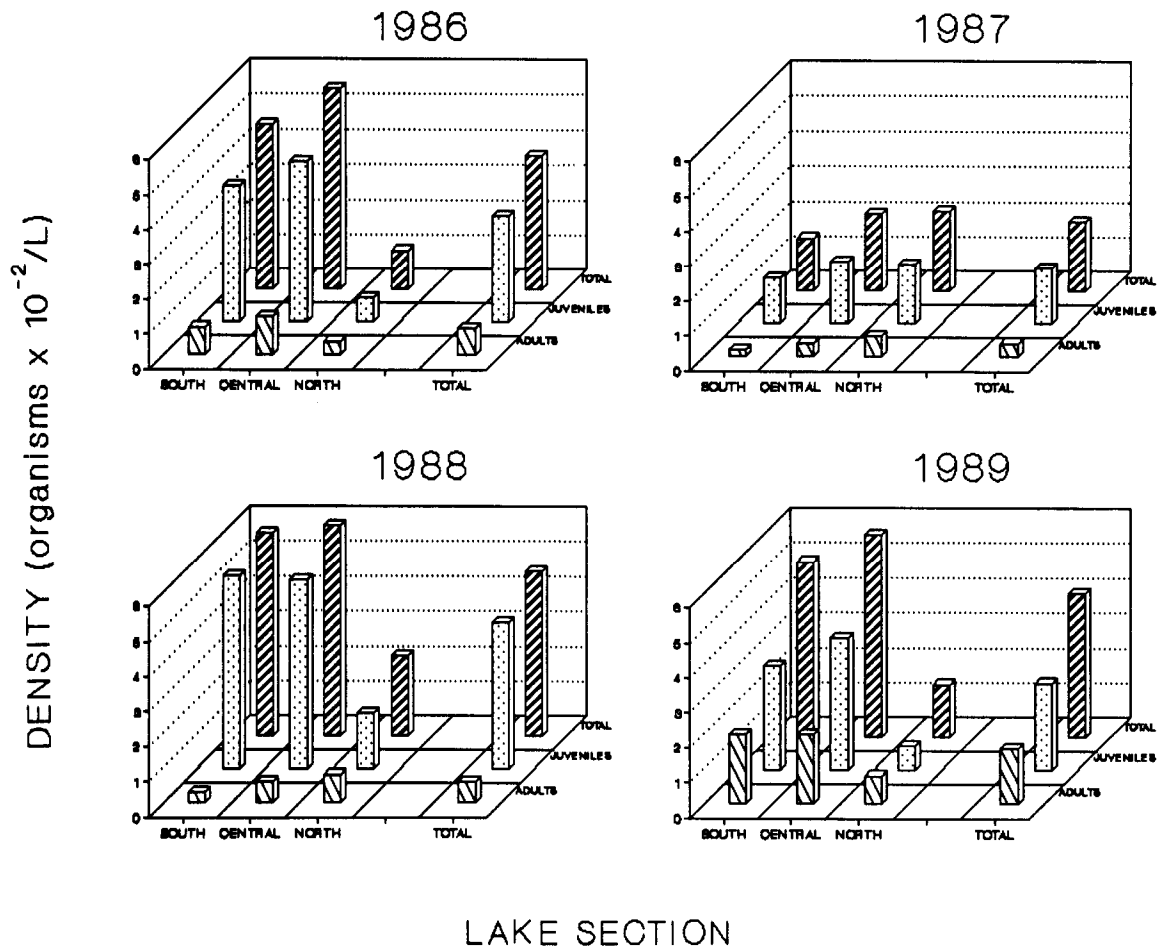 1986
6
5
4
3
2
1
0
SOUTH CENTRAL NORTH TOTAL
TOTAL
JUVENILES
ADULTS
1987
6
5
4
3
2
1
0
SOUTH CENTRAL NORTH TOTAL
TOTAL
JUVENILES
ADULTS
DENSITY (organisms x 10⁻²/L)
1988
6
5
4
3
2
1
0
SOUTH CENTRAL NORTH TOTAL
TOTAL
JUVENILES
ADULTS
1989
6
5
4
3
2
1
0
SOUTH CENTRAL NORTH TOTAL
TOTAL
JUVENILES
ADULTS
LAKE SECTION